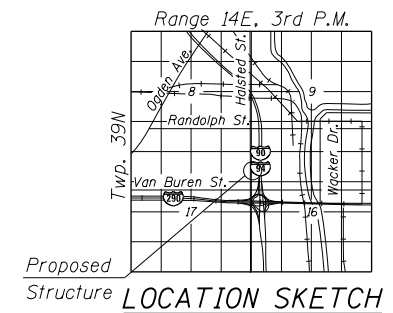 Range 14E, 3rd P.M.
Twp. 39N
Ogden Ave.
Halsted St.
8
9
Randolph St.
Wacker Dr.
90
94
Van Buren St.
290
17
16
Proposed
Structure
LOCATION SKETCH